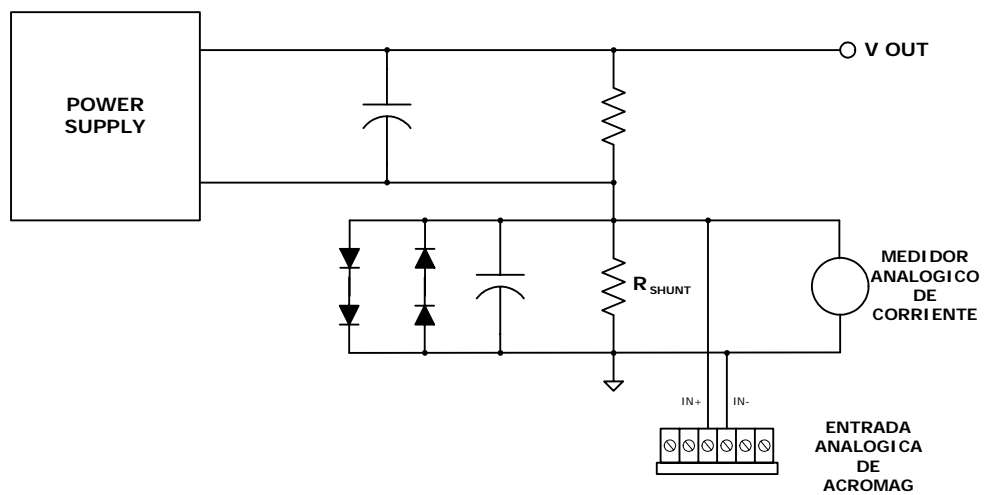 V OUT
POWER
SUPPLY
R SHUNT
MEDIDOR
ANALOGICO
DE
CORRIENTE
IN+
IN-
ENTRADA
ANALOGICA
DE
ACROMAG